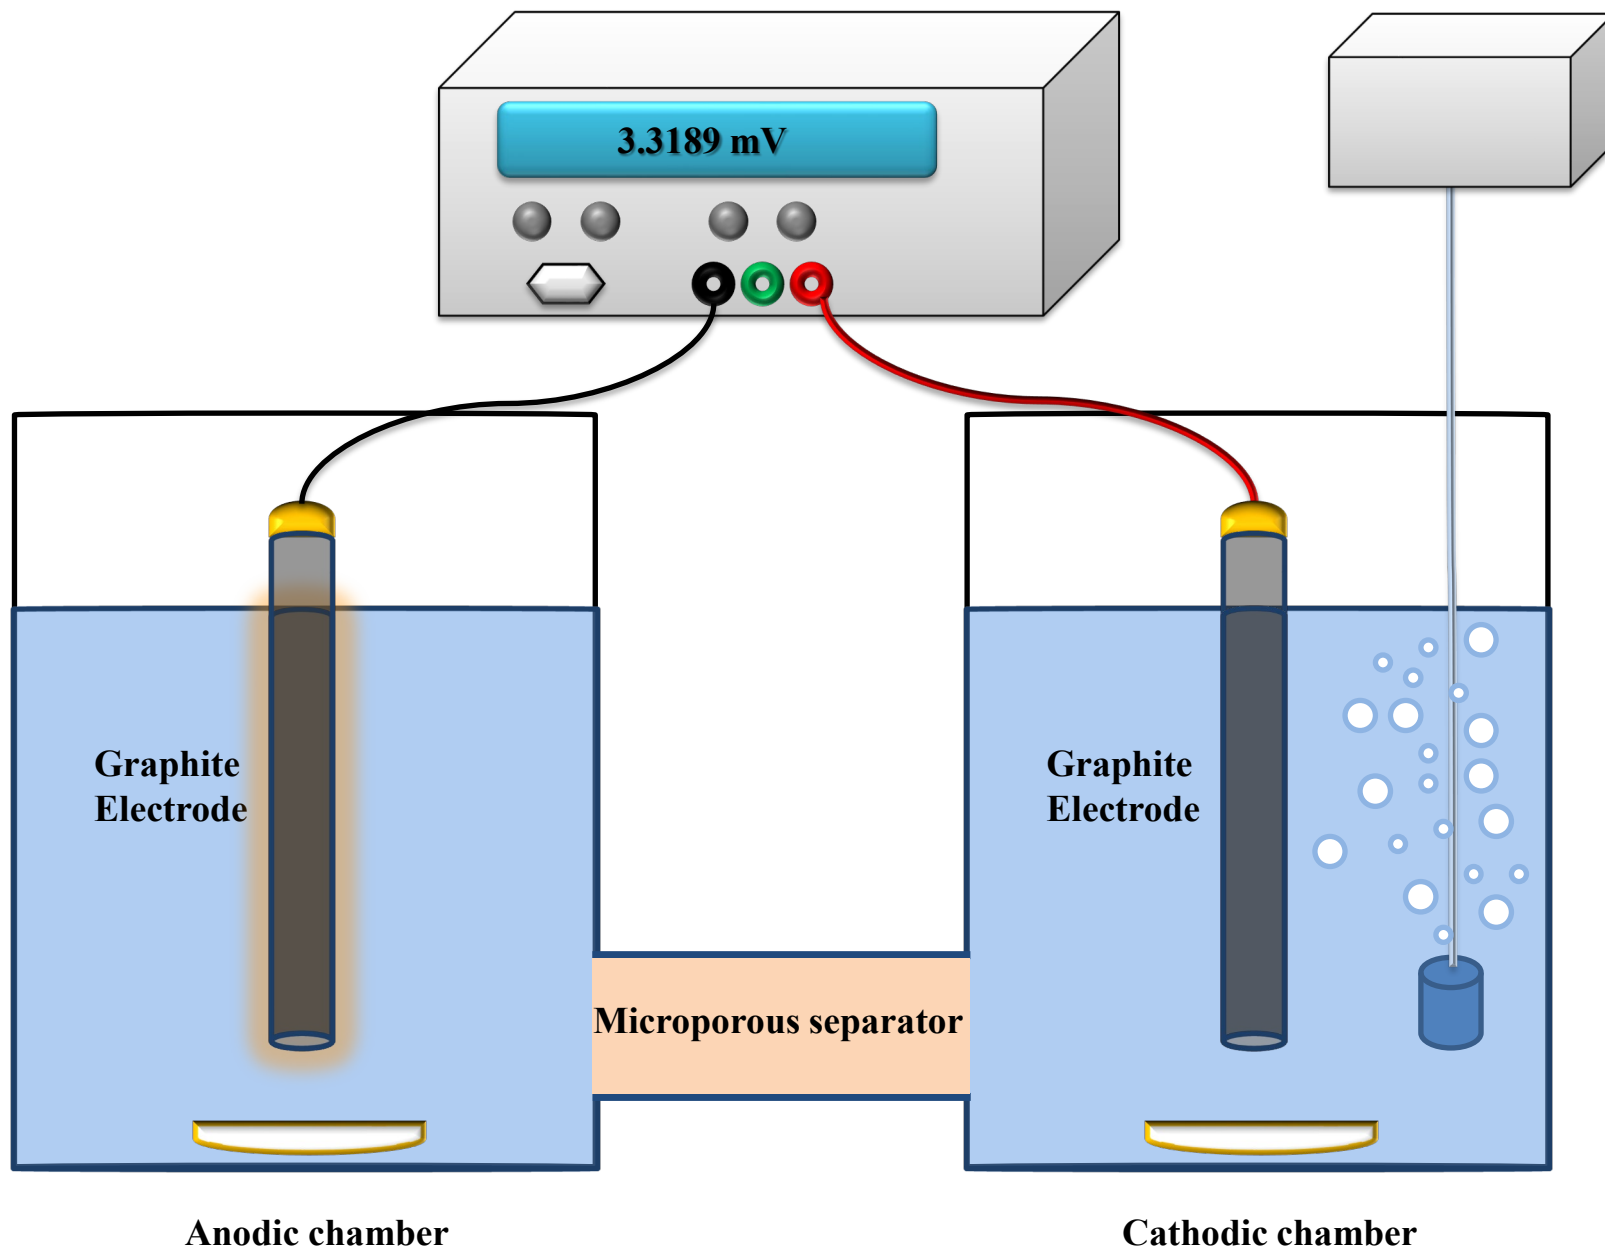 3.3189 mV
Graphite
Electrode
Graphite
Electrode
Microporous separator
Anodic chamber
Cathodic chamber